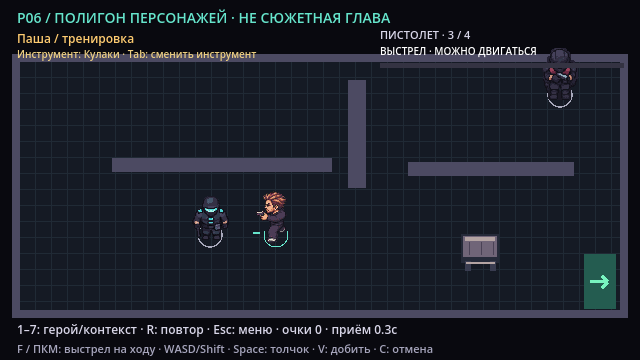 P06 / ПОЛИГОН ПЕРСОНАЖЕЙ · НЕ СЮЖЕТНАЯ ГЛАВА
Паша / тренировка
ПИСТОЛЕТ · 3 / 4
Инструмент: Кулаки · Tab: сменить инструмент
ВЫСТРЕЛ · МОЖНО ДВИГАТЬСЯ
1–7: герой/контекст · R: повтор · Esc: меню · очки 0 · приём 0.3с
F / ПКМ: выстрел на ходу · WASD/Shift · Space: толчок · V: добить · C: отмена